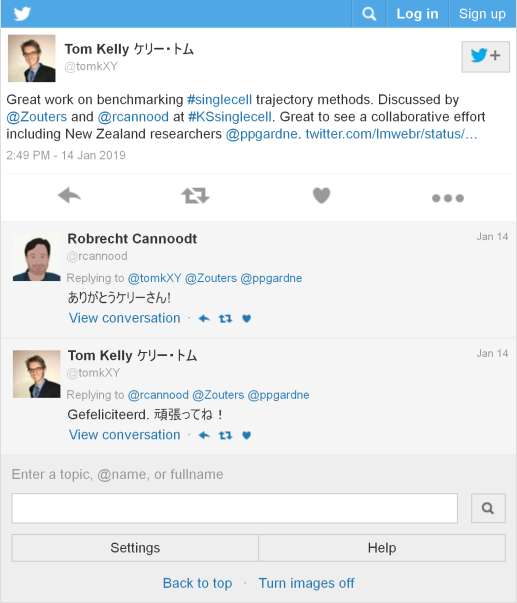 Log in
Sign up
Tom Kelly ケリー・トム
@tomkXY
+
Great work on benchmarking #singlecell trajectory methods. Discussed by
@Zouters and @rcannood at #KSsinglecell. Great to see a collaborative effort
including New Zealand researchers @ppgardne. twitter.com/lmwebr/status/…
2:49 PM - 14 Jan 2019
Robrecht Cannoodt
Jan 14
@rcannood
Replying to @tomkXY @Zouters @ppgardne
ありがとうケリーさん!
View conversation ·
Tom Kelly ケリー・トム
Jan 14
@tomkXY
Replying to @rcannood @Zouters @ppgardne
Gefeliciteerd. 頑張ってね！
View conversation ·
Enter a topic, @name, or fullname
Settings
Help
Back to top · Turn images off